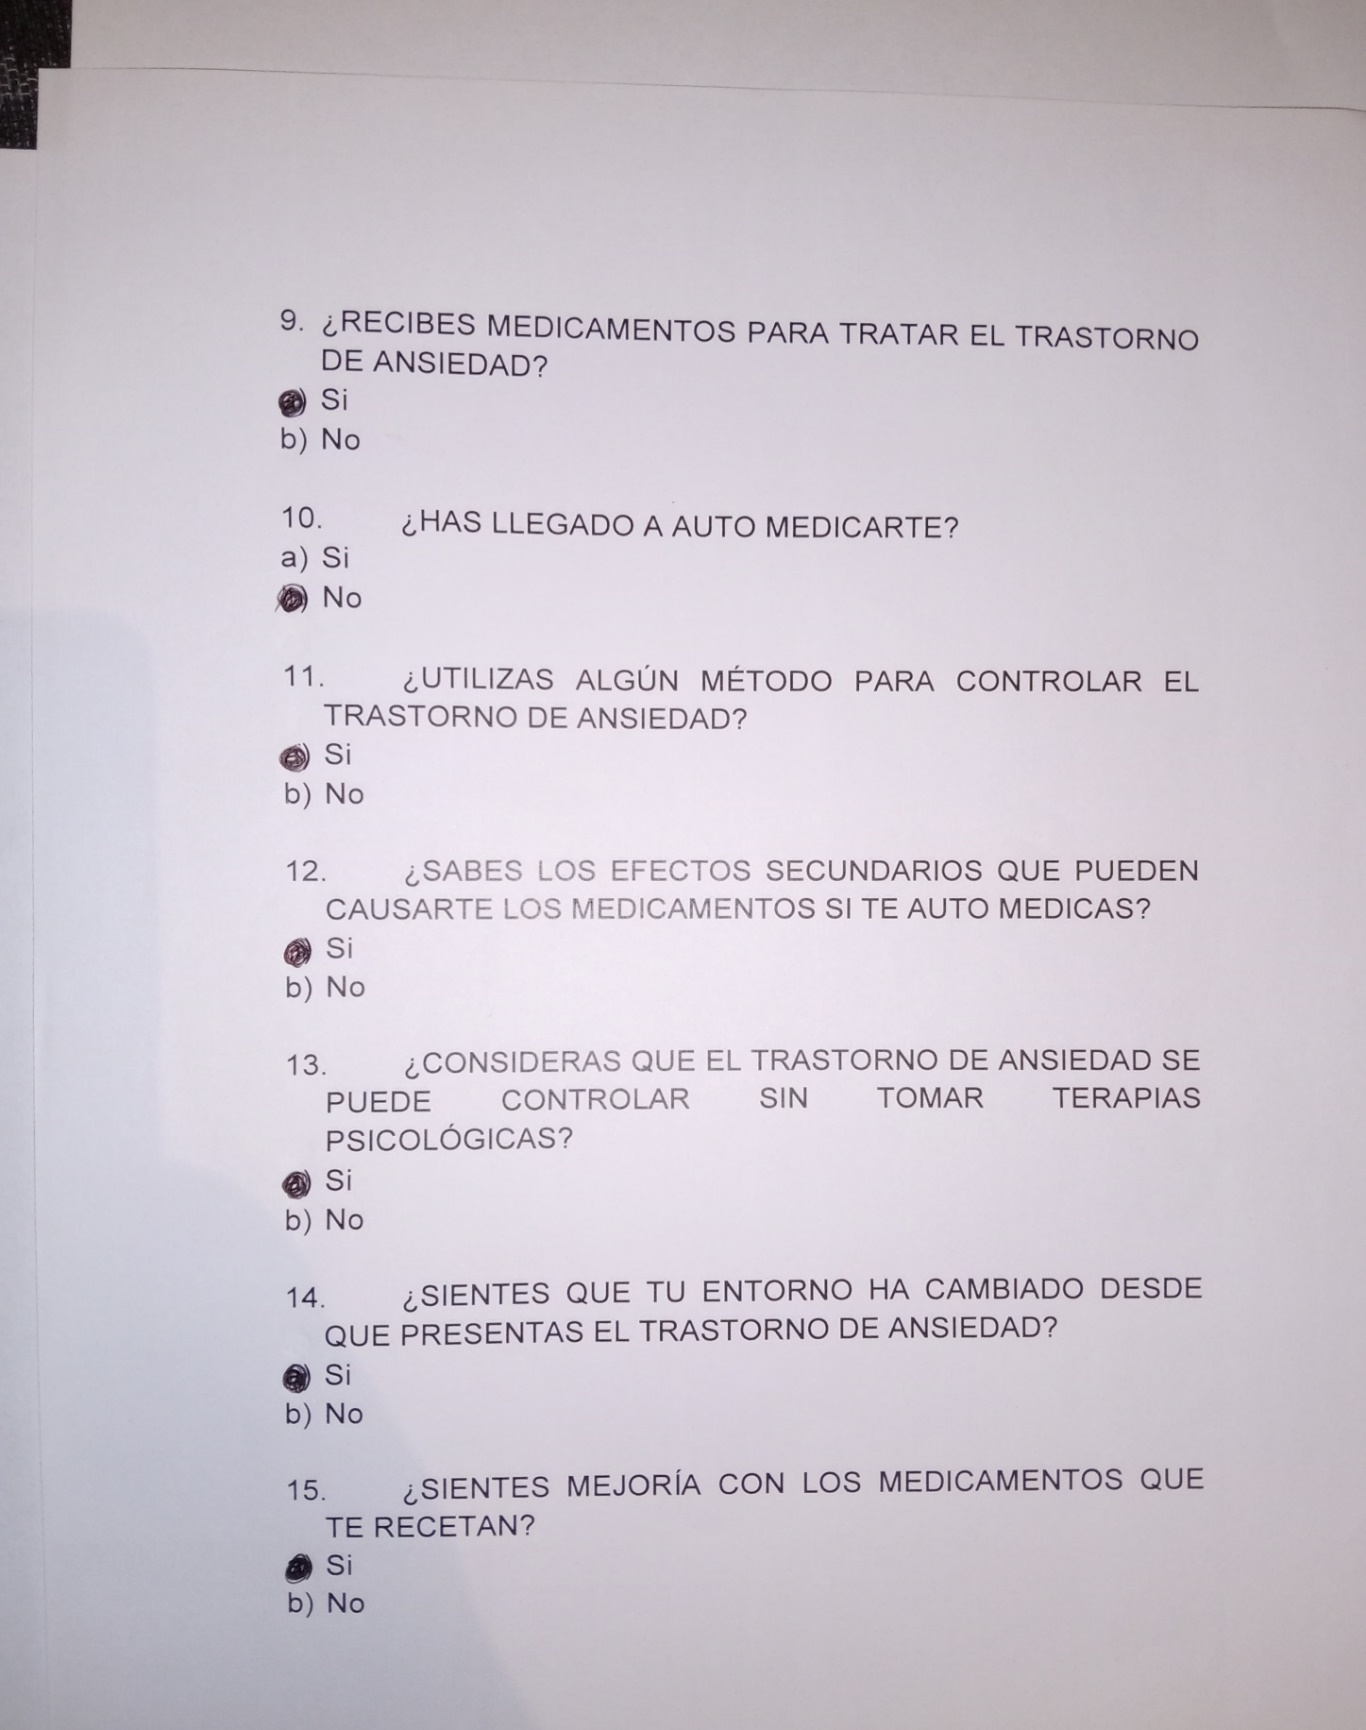 9. ¿RECIBES MEDICAMENTOS PARA TRATAR EL TRASTORNO
DE ANSIEDAD?
a) Si
b) No
10. ¿HAS LLEGADO A AUTO MEDICARTE?
a) Si
b) No
11. ¿UTILIZAS ALGÚN MÉTODO PARA CONTROLAR EL
TRASTORNO DE ANSIEDAD?
a) Si
b) No
12. ¿SABES LOS EFECTOS SECUNDARIOS QUE PUEDEN
CAUSARTE LOS MEDICAMENTOS SI TE AUTO MEDICAS?
a) Si
b) No
13. ¿CONSIDERAS QUE EL TRASTORNO DE ANSIEDAD SE
PUEDE CONTROLAR SIN TOMAR TERAPIAS
PSICOLÓGICAS?
a) Si
b) No
14. ¿SIENTES QUE TU ENTORNO HA CAMBIADO DESDE
QUE PRESENTAS EL TRASTORNO DE ANSIEDAD?
a) Si
b) No
15. ¿SIENTES MEJORÍA CON LOS MEDICAMENTOS QUE
TE RECETAN?
a) Si
b) No